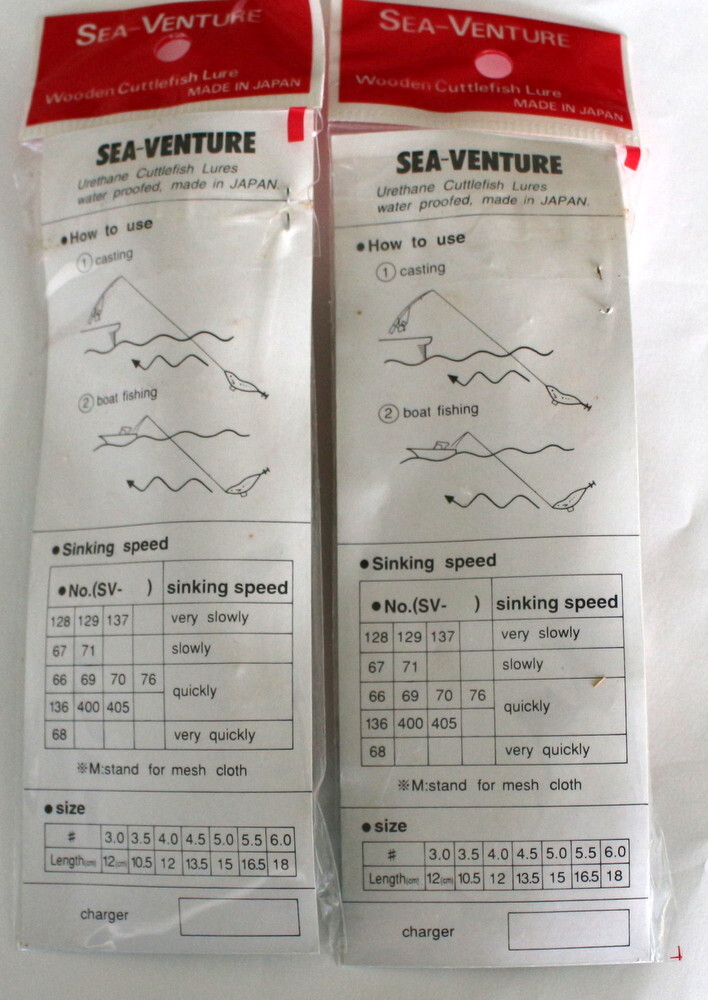 SEA-VENTURE
Wooden Cuttlefish Lure
MADE IN JAPAN
SEA-VENTURE
Urethane Cuttlefish Lures
water proofed, made in JAPAN.
●How to use
① casting
② boat fishing
●Sinking speed
●No.(SV- ) sinking speed
128 129 137 very slowly
67 71 slowly
66 69 70 76 quickly
136 400 405
68 very quickly
※M:stand for mesh cloth
●size
# 3.0 3.5 4.0 4.5 5.0 5.5 6.0
Length(cm) 12(cm) 10.5 12 13.5 15 16.5 18
charger
SEA-VENTURE
Wooden Cuttlefish Lure
MADE IN JAPAN
SEA-VENTURE
Urethane Cuttlefish Lures
water proofed, made in JAPAN.
●How to use
① casting
② boat fishing
●Sinking speed
●No.(SV- ) sinking speed
128 129 137 very slowly
67 71 slowly
66 69 70 76 quickly
136 400 405
68 very quickly
※M:stand for mesh cloth
●size
# 3.0 3.5 4.0 4.5 5.0 5.5 6.0
Length(cm) 12(cm) 10.5 12 13.5 15 16.5 18
charger